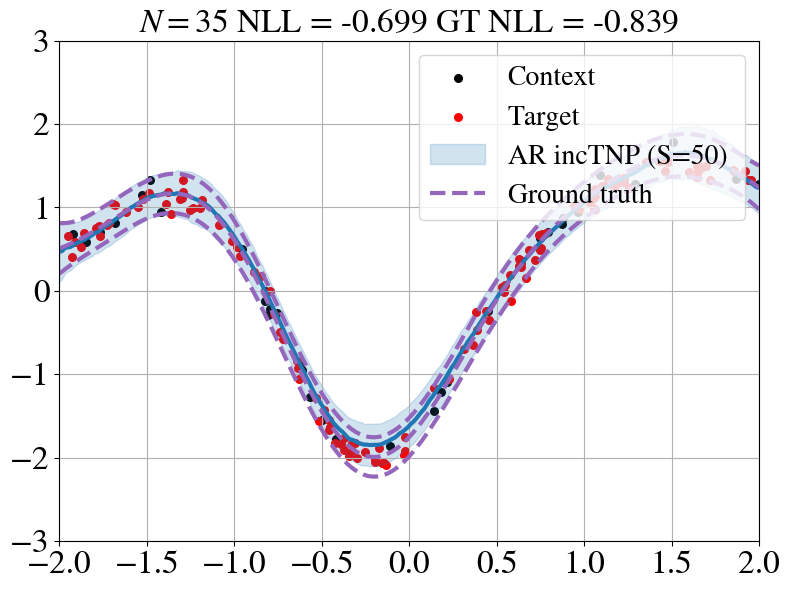 N = 35 NLL = -0.699 GT NLL = -0.839
3
2
1
0
−1
−2
−3
Context
Target
AR incTNP (S=50)
Ground truth
−2.0 −1.5 −1.0 −0.5 0.0 0.5 1.0 1.5 2.0